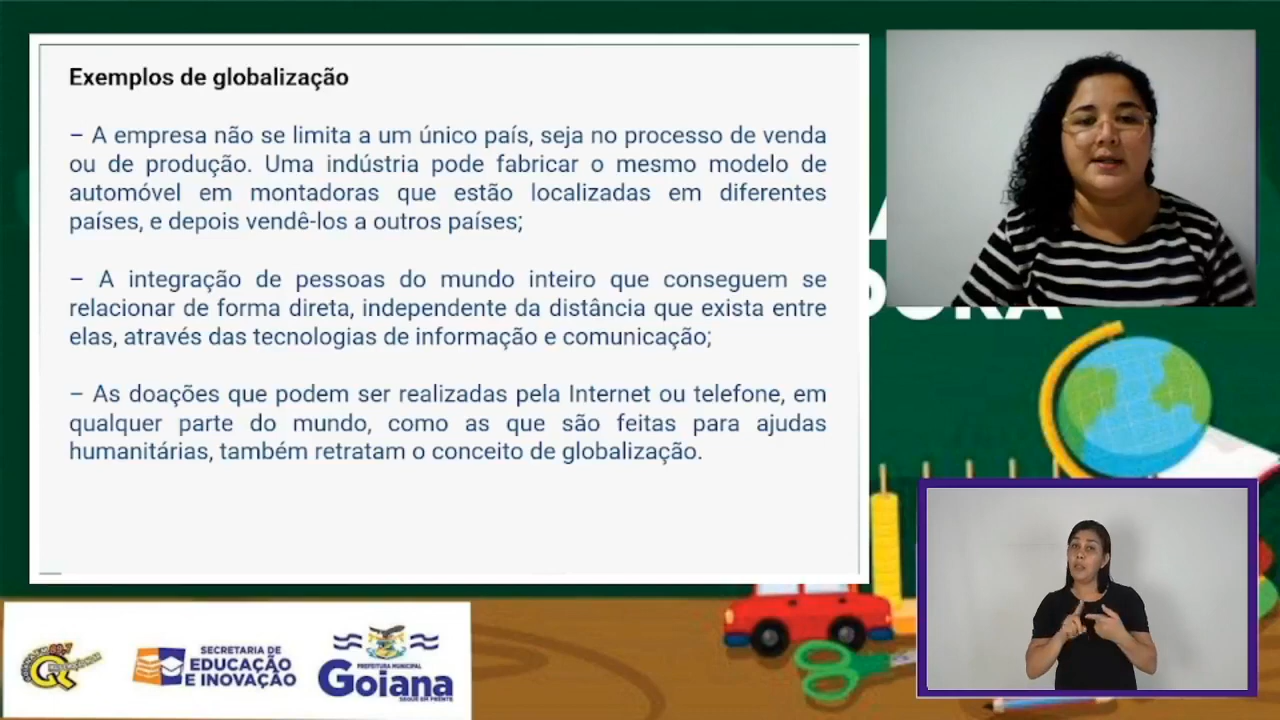 Exemplos de globalização
– A empresa não se limita a um único país, seja no processo de venda
ou de produção. Uma indústria pode fabricar o mesmo modelo de
automóvel em montadoras que estão localizadas em diferentes
países, e depois vendê-los a outros países;
– A integração de pessoas do mundo inteiro que conseguem se
relacionar de forma direta, independente da distância que exista entre
elas, através das tecnologias de informação e comunicação;
– As doações que podem ser realizadas pela Internet ou telefone, em
qualquer parte do mundo, como as que são feitas para ajudas
humanitárias, também retratam o conceito de globalização.
SECRETARIA DE
EDUCAÇÃO
E INOVAÇÃO
PREFEITURA MUNICIPAL
Goiana
SEGUE EM FRENTE